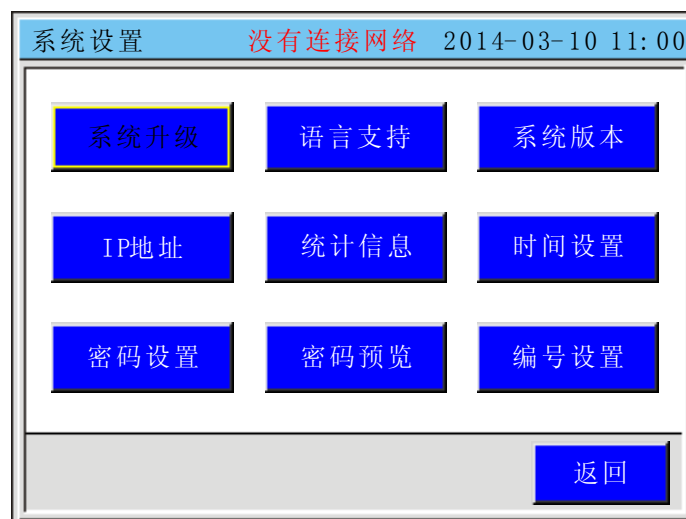 系统设置 没有连接网络 2014-03-10 11:00
系统升级 语言支持 系统版本
IP地址 统计信息 时间设置
密码设置 密码预览 编号设置
返回